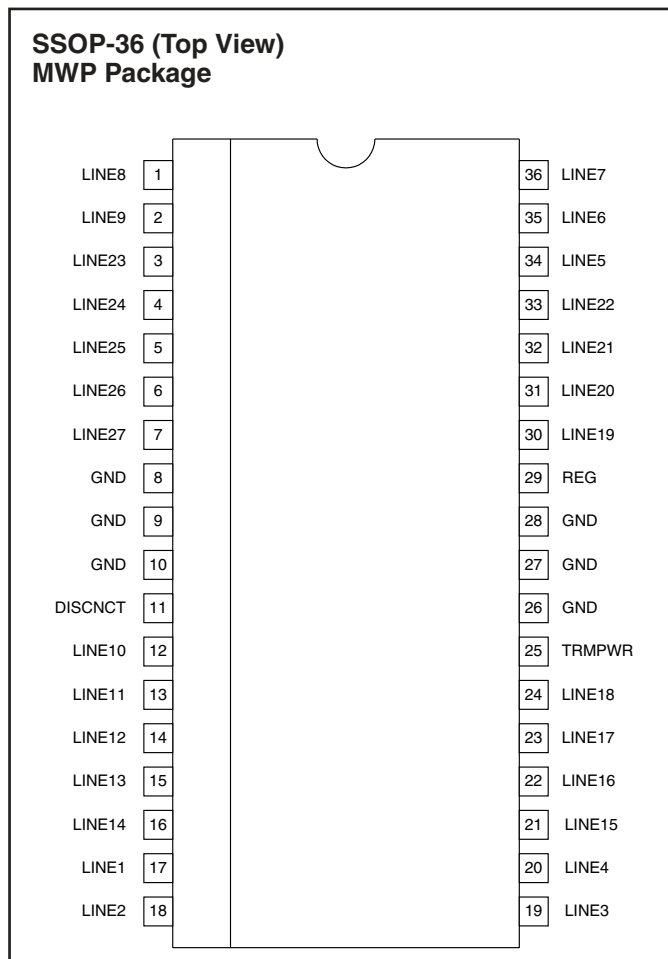 SSOP-36 (Top View)
MWP Package
LINE8 1 36 LINE7
LINE9 2 35 LINE6
LINE23 3 34 LINE5
LINE24 4 33 LINE22
LINE25 5 32 LINE21
LINE26 6 31 LINE20
LINE27 7 30 LINE19
GND 8 29 REG
GND 9 28 GND
GND 10 27 GND
DISCNCT 11 26 GND
LINE10 12 25 TRMPWR
LINE11 13 24 LINE18
LINE12 14 23 LINE17
LINE13 15 22 LINE16
LINE14 16 21 LINE15
LINE1 17 20 LINE4
LINE2 18 19 LINE3